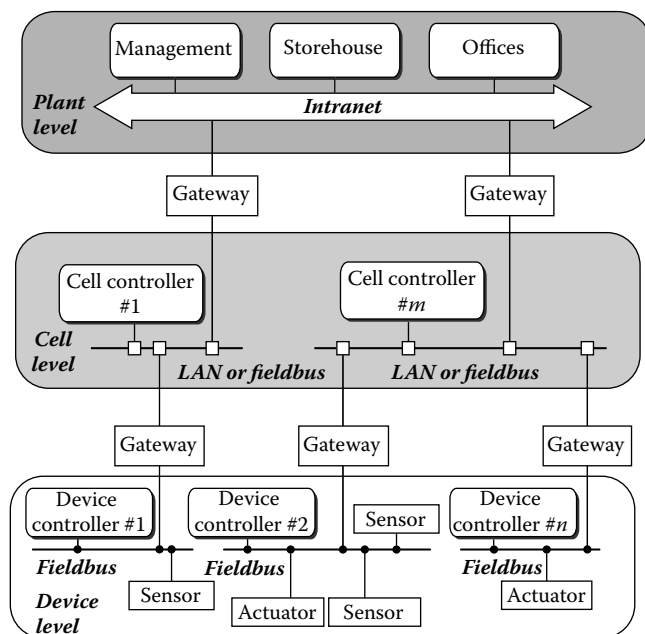 Management
Storehouse
Offices
Plant
level
Intranet
Gateway
Gateway
Cell controller
#1
Cell controller
#m
Cell
level
LAN or fieldbus
LAN or fieldbus
Gateway
Gateway
Gateway
Device
controller #1
Device
controller #2
Sensor
Device
controller #n
Fieldbus
Fieldbus
Fieldbus
Device
level
Sensor
Actuator
Sensor
Actuator